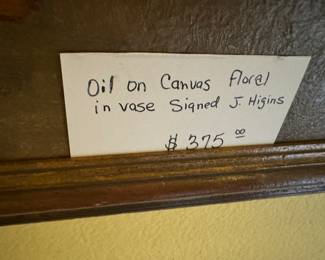 Oil on Canvas Floral
in vase Signed J. Higins
$ 375 00